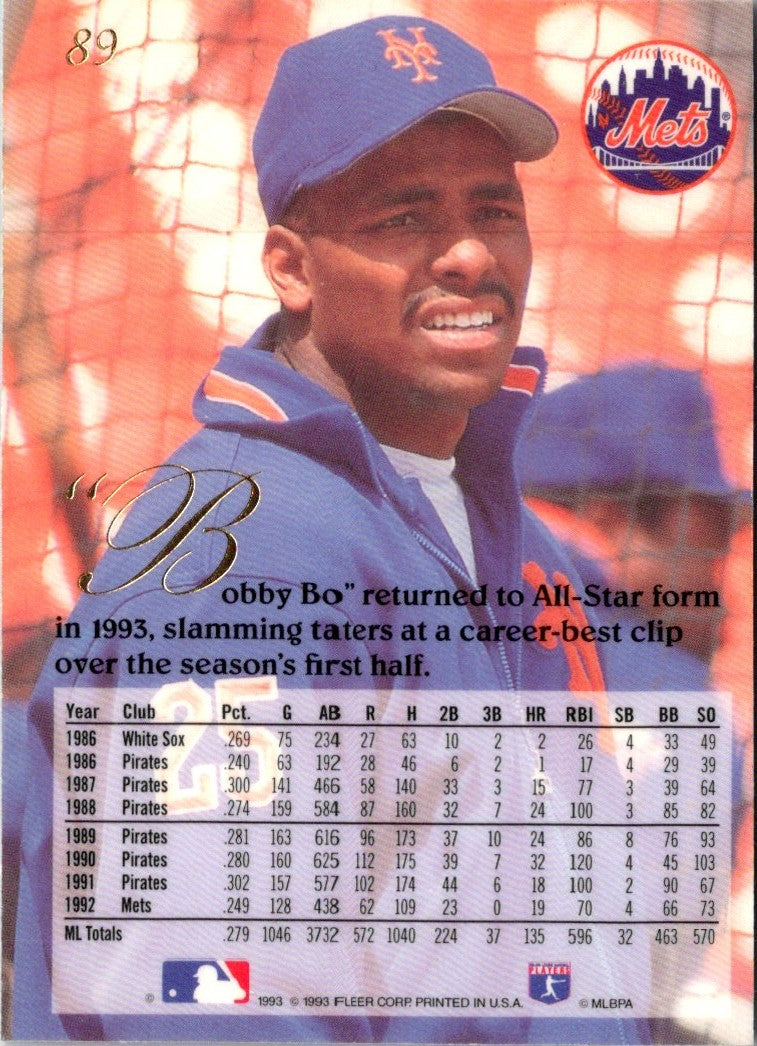 89
NY
Mets®
"Bobby Bo" returned to All-Star form
in 1993, slamming taters at a career-best clip
over the season's first half.
25
Year Club Pct. G AB R H 2B 3B HR RBI SB BB SO
1986 White Sox .269 75 234 27 63 10 2 2 26 4 33 49
1986 Pirates .240 63 192 28 46 6 2 1 17 4 29 39
1987 Pirates .300 141 466 58 140 33 3 15 77 3 39 64
1988 Pirates .274 159 584 87 160 32 7 24 100 3 85 82
1989 Pirates .281 163 616 96 173 37 10 24 86 8 76 93
1990 Pirates .280 160 625 112 175 39 7 32 120 4 45 103
1991 Pirates .302 157 577 102 174 44 6 18 100 2 90 67
1992 Mets .249 128 438 62 109 23 0 19 70 4 66 73
ML Totals .279 1046 3732 572 1040 224 37 135 596 32 463 570
© 1993 © 1993 FLEER CORP. PRINTED IN U.S.A. PLAYERS © MLBPA